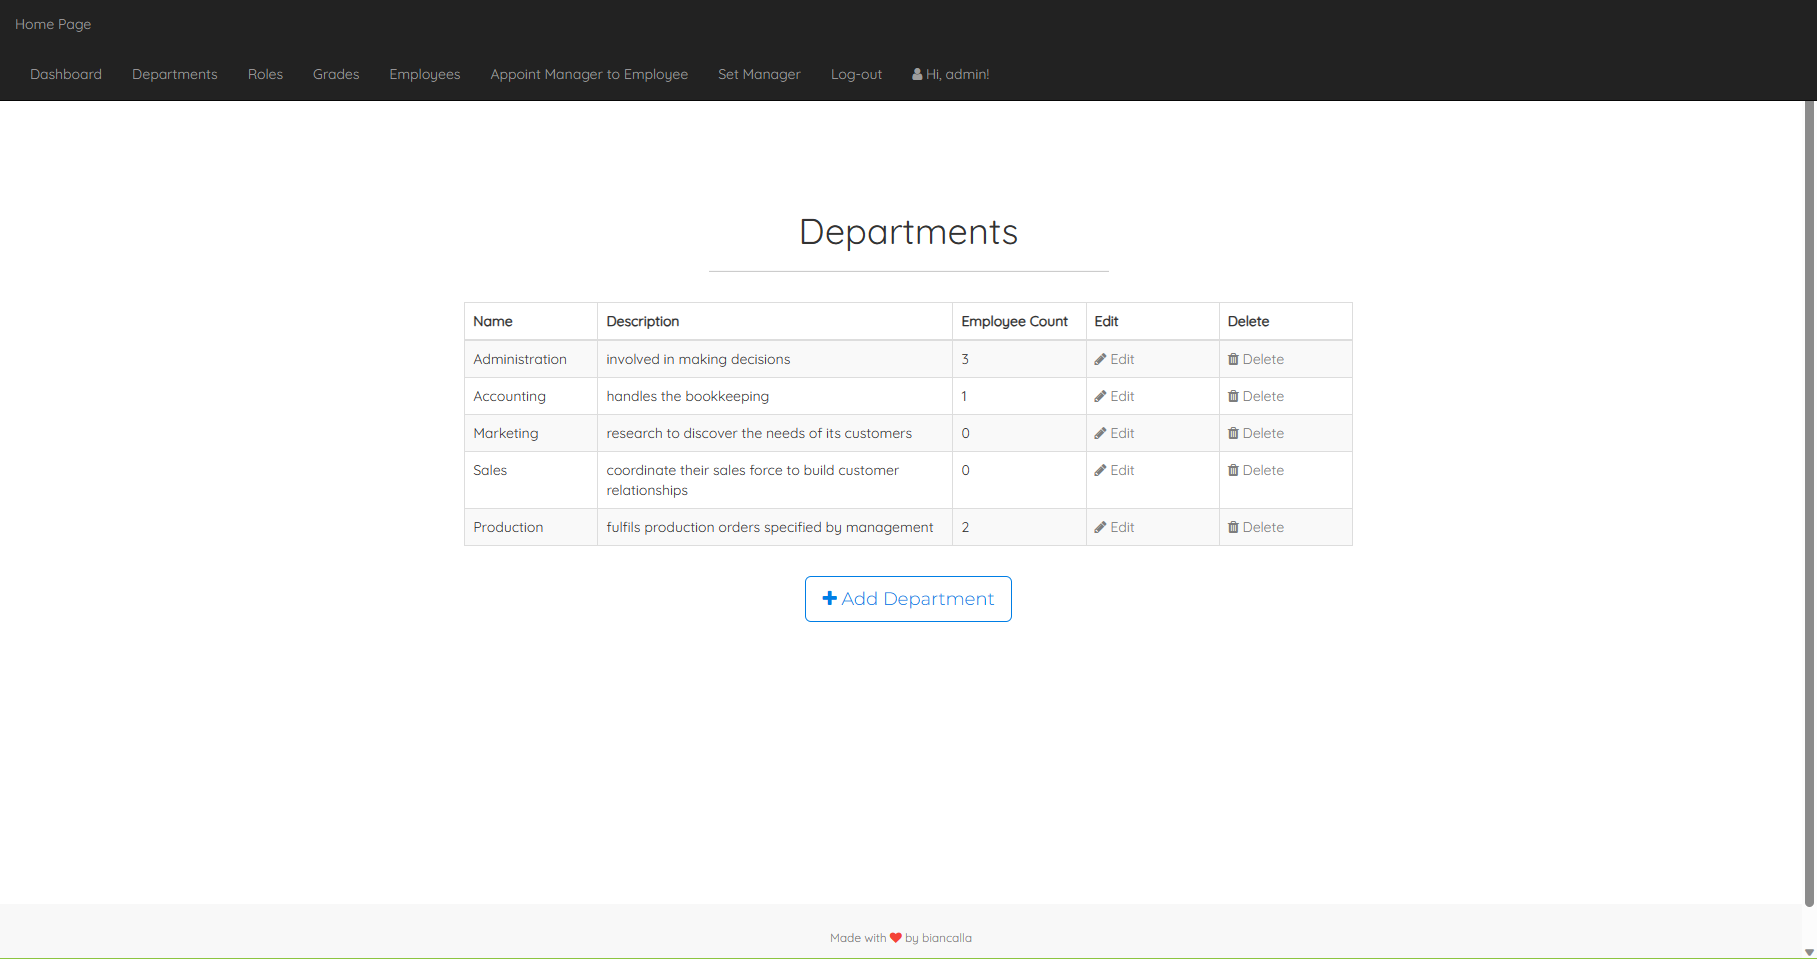 Home Page
Dashboard Departments Roles Grades Employees Appoint Manager to Employee Set Manager Log-out Hi, admin!
Departments
Name Description Employee Count Edit Delete
Administration involved in making decisions 3 Edit Delete
Accounting handles the bookkeeping 1 Edit Delete
Marketing research to discover the needs of its customers 0 Edit Delete
Sales coordinate their sales force to build customer 0 Edit Delete
relationships
Production fulfils production orders specified by management 2 Edit Delete
Add Department
Made with ❤ by biancalla